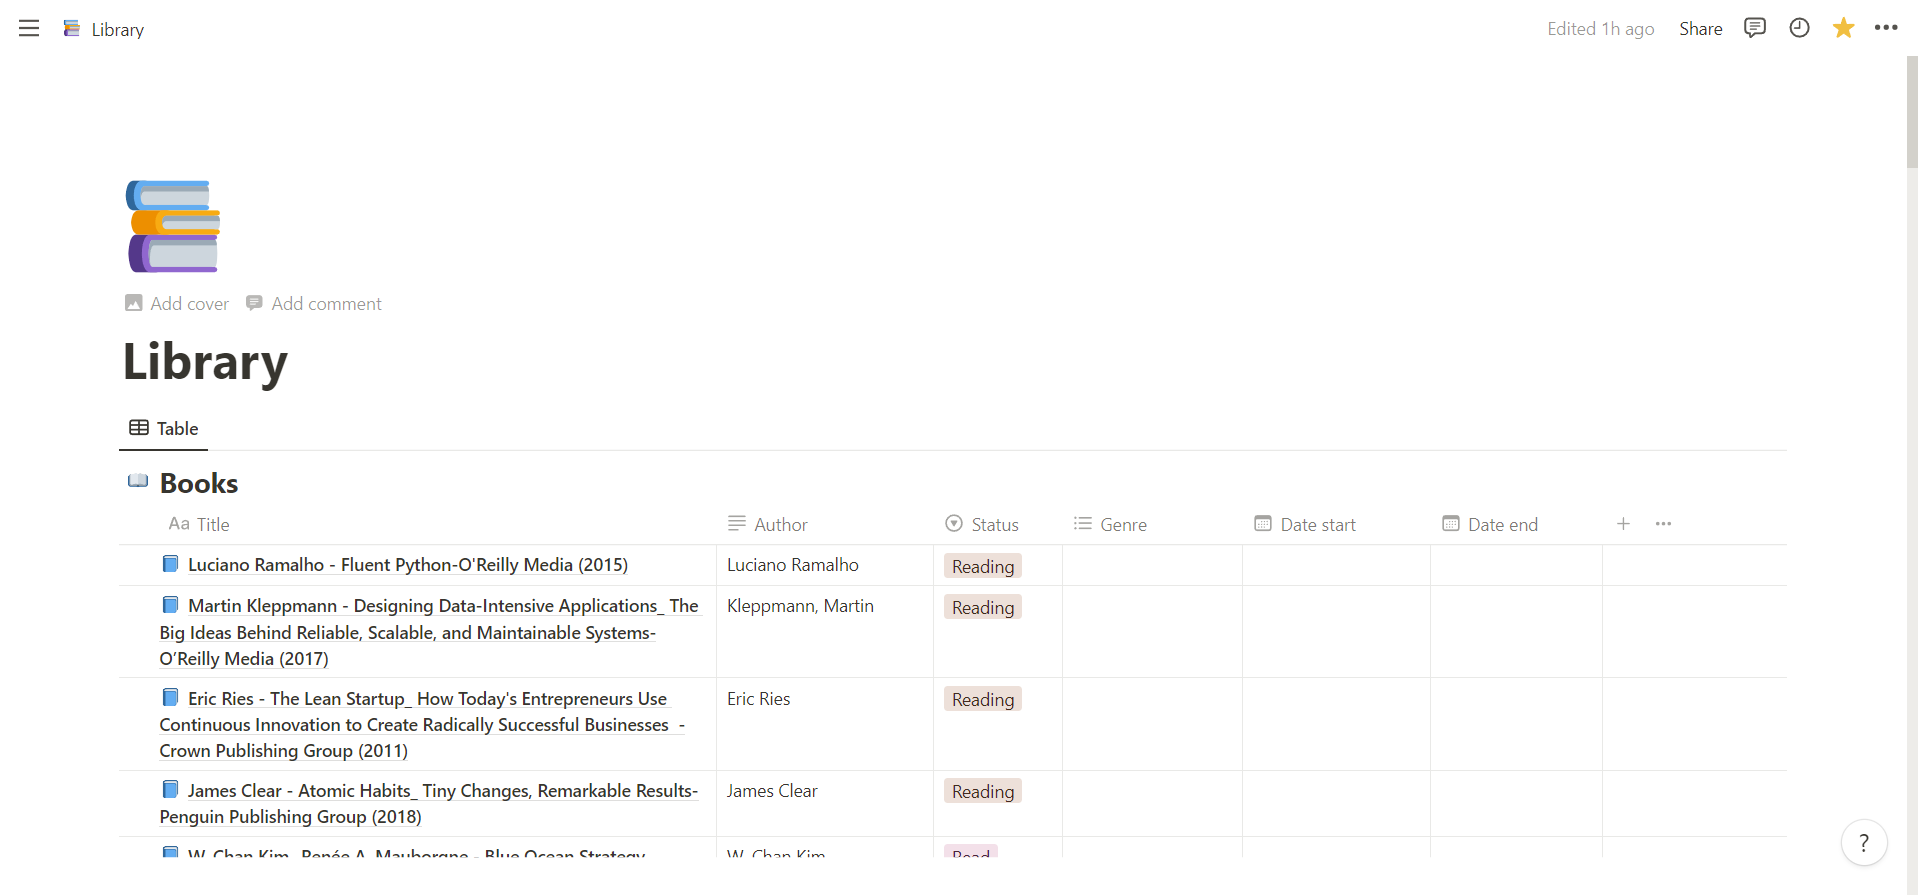 Library
Edited 1h ago
Share
Add cover
Add comment
Library
Table
Books
Aa Title
Author
Status
Genre
Date start
Date end
Luciano Ramalho - Fluent Python-O'Reilly Media (2015)
Luciano Ramalho
Reading
Martin Kleppmann - Designing Data-Intensive Applications_ The
Big Ideas Behind Reliable, Scalable, and Maintainable Systems-
O’Reilly Media (2017)
Kleppmann, Martin
Reading
Eric Ries - The Lean Startup_ How Today's Entrepreneurs Use
Continuous Innovation to Create Radically Successful Businesses  -
Crown Publishing Group (2011)
Eric Ries
Reading
James Clear - Atomic Habits_ Tiny Changes, Remarkable Results-
Penguin Publishing Group (2018)
James Clear
Reading
W. Chan Kim, Renée A. Mauborgne - Blue Ocean Strategy
W. Chan Kim
Read
?